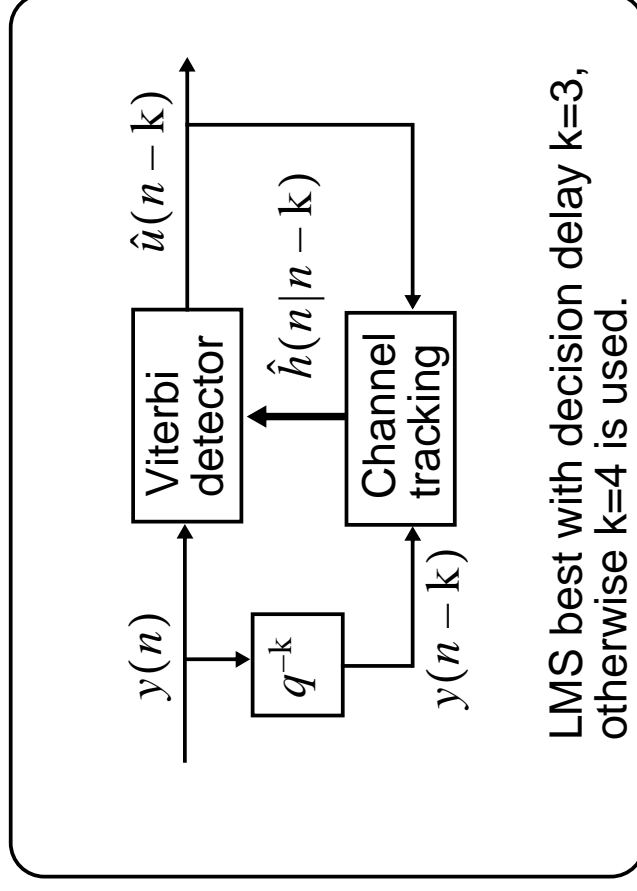 y(n)
Viterbi
detector
û(n − k)
q⁻ᵏ
ĥ(n|n − k)
y(n − k)
Channel
tracking
LMS best with decision delay k=3,
otherwise k=4 is used.